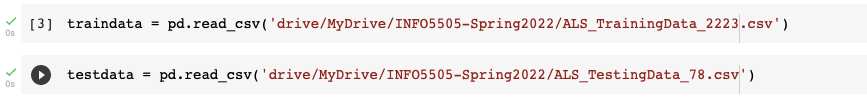 [3] traindata = pd.read_csv('drive/MyDrive/INFO5505-Spring2022/ALS_TrainingData_2223.csv')
0s
testdata = pd.read_csv('drive/MyDrive/INFO5505-Spring2022/ALS_TestingData_78.csv')
0s